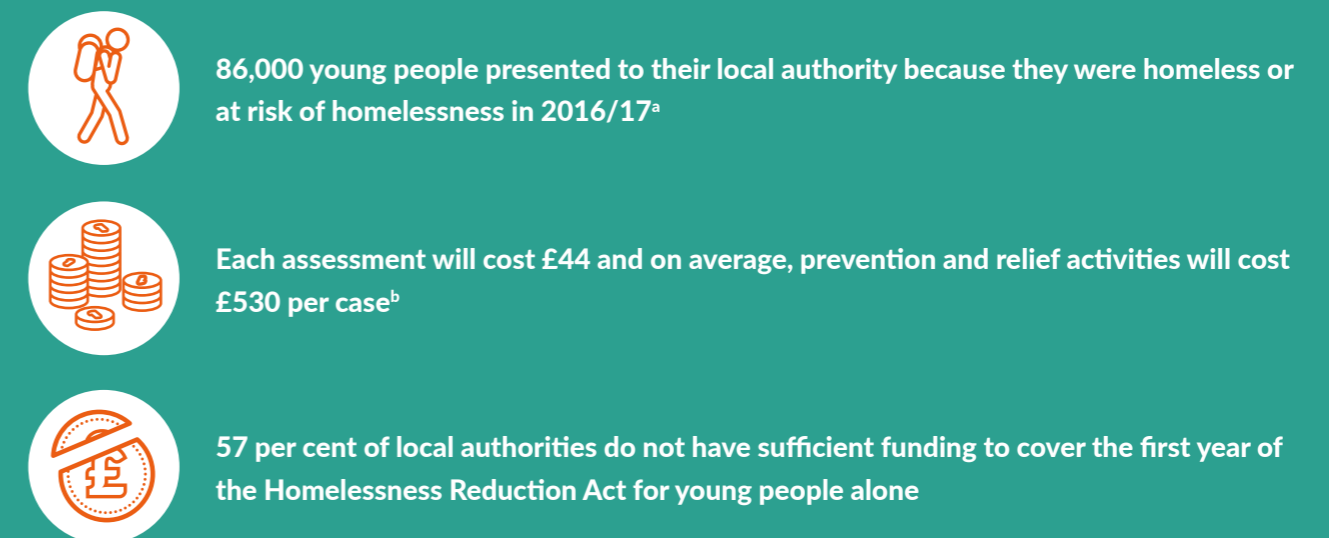 86,000 young people presented to their local authority because they were homeless or
at risk of homelessness in 2016/17ᵃ
Each assessment will cost £44 and on average, prevention and relief activities will cost
£530 per caseᵇ
£
57 per cent of local authorities do not have sufficient funding to cover the first year of
the Homelessness Reduction Act for young people alone